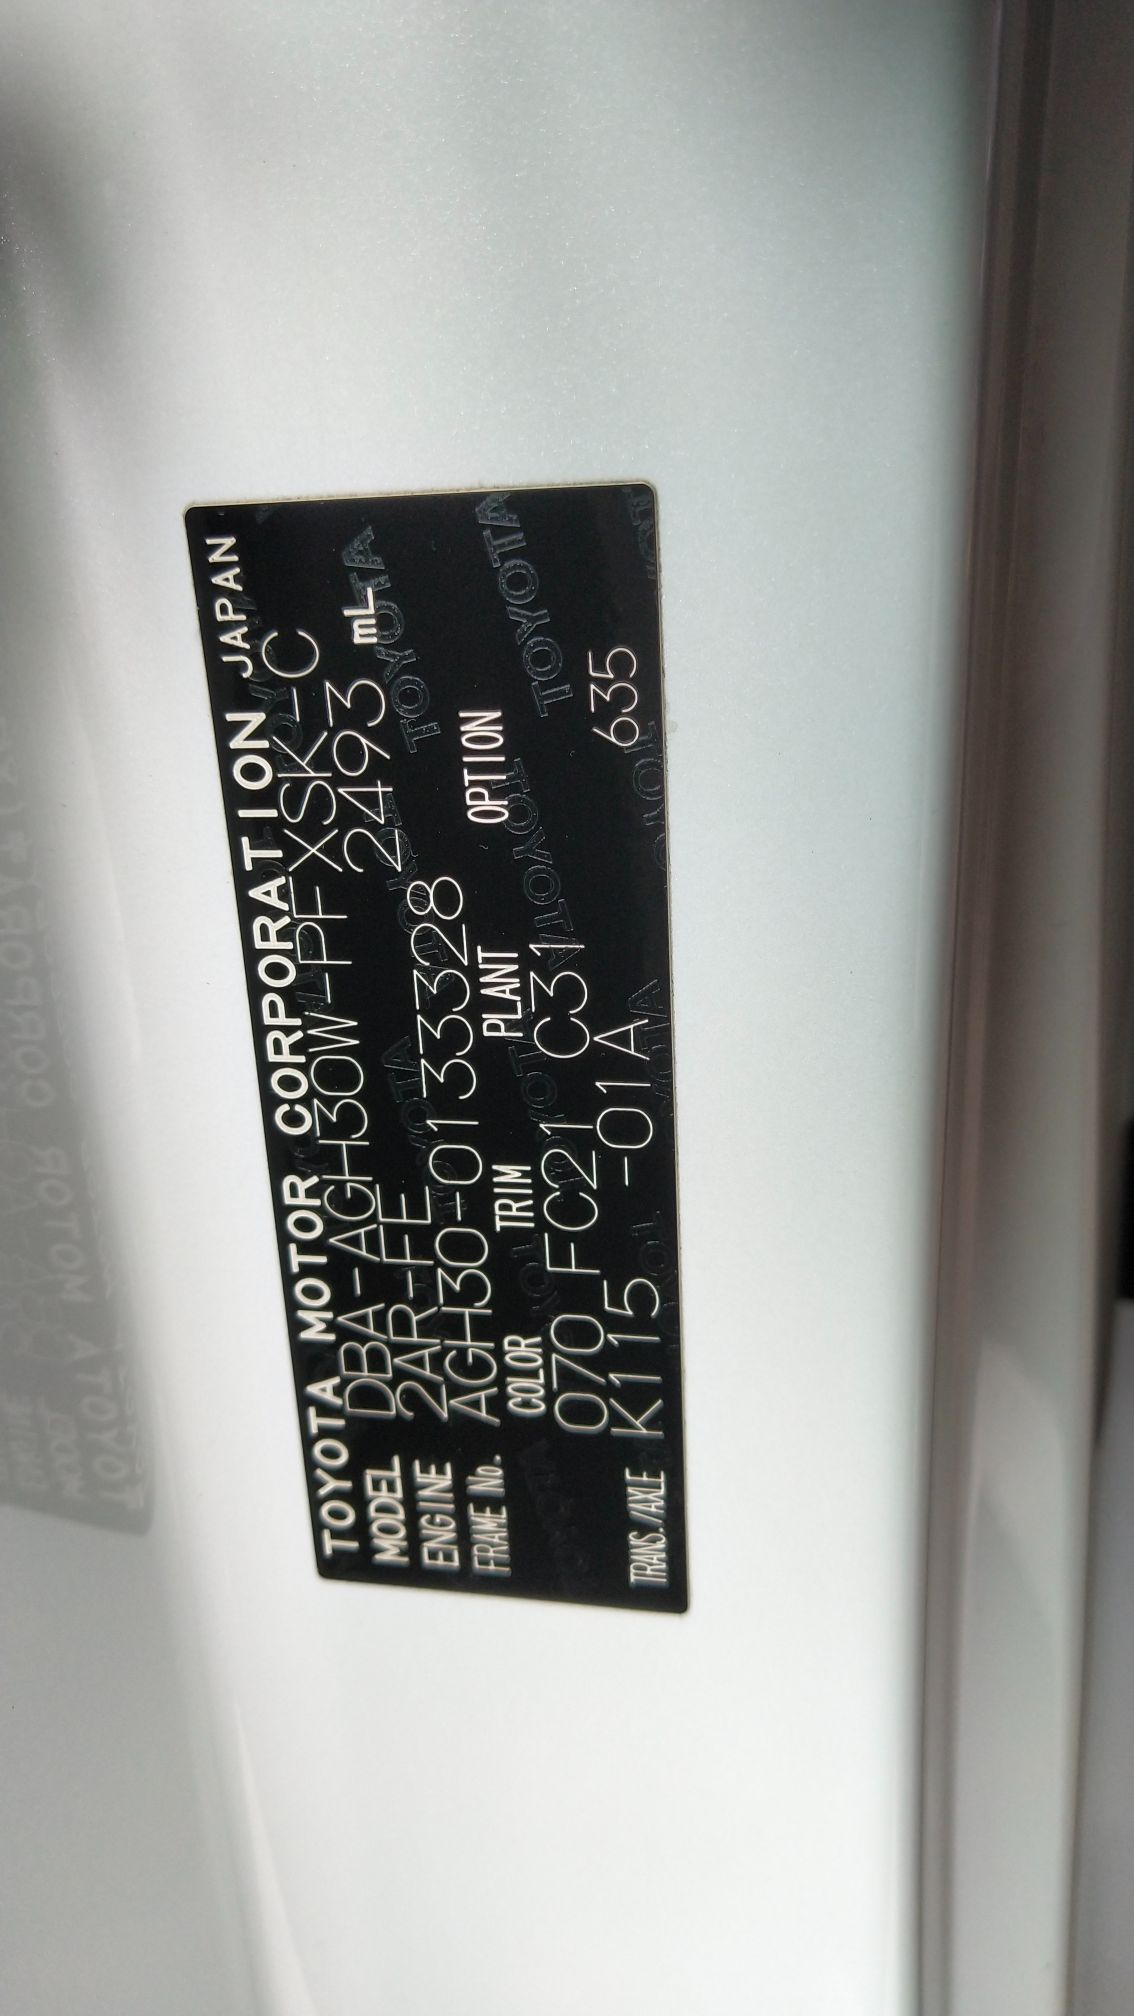 TOYOTA MOTOR CORPORATION JAPAN
MODEL DBA-AGH30W-PFXSK-C
ENGINE 2AR-FE 2493 mL
FRAME No. AGH30-0133328
COLOR TRIM PLANT OPTION
070 FC21 C31
TRANS./AXLE K115 -01A 635